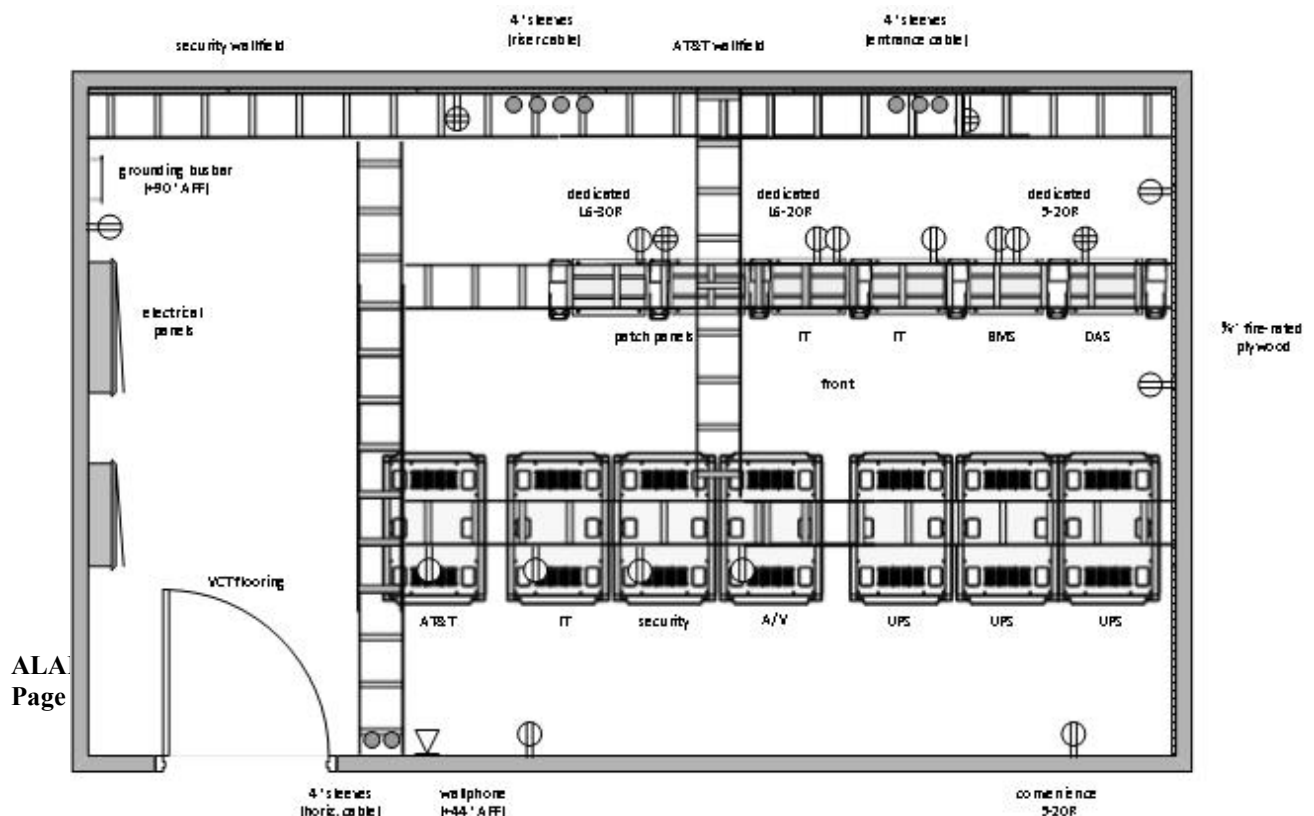 4" sleeves
(riser cable)
4" sleeves
(entrance cable)
security wallfield
AT&T wallfield
grounding busbar
(+90" AFF)
dedicated
L6-30R
dedicated
L6-20R
dedicated
5-20R
electrical
panels
patch panels
IT
IT
BMS
DAS
¾" fire-rated
plywood
front
VCT flooring
AT&T
IT
security
A/V
UPS
UPS
UPS
ALA
Page
4" sleeves
(horiz. cable)
wallphone
(+44" AFF)
convenience
5-20R